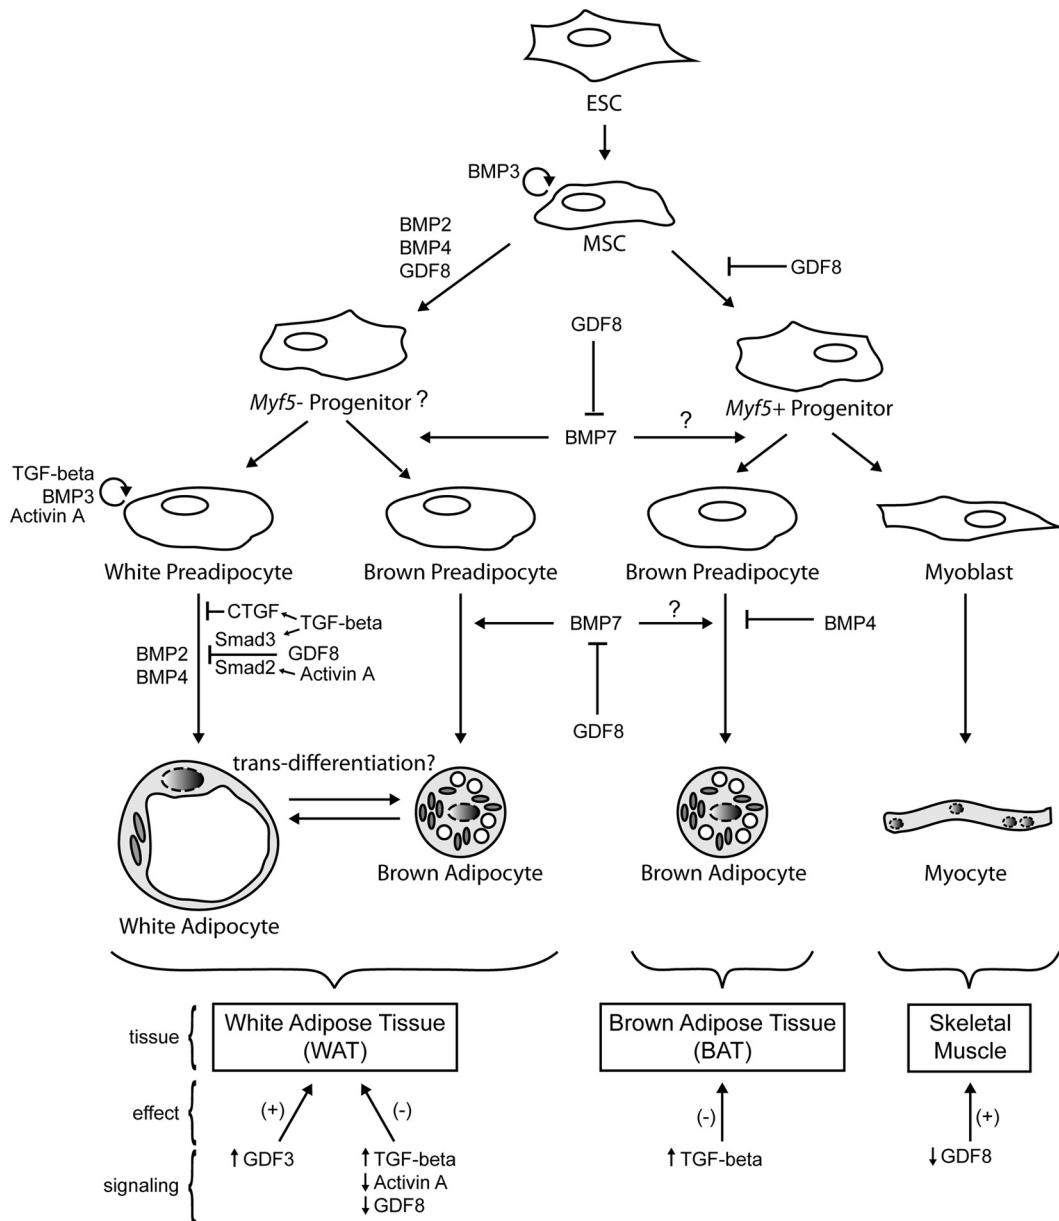 ESC
BMP3
MSC
BMP2
BMP4
GDF8
GDF8
GDF8
Myf5- Progenitor ?
Myf5+ Progenitor
BMP7
?
TGF-beta
BMP3
Activin A
White Preadipocyte
Brown Preadipocyte
Brown Preadipocyte
Myoblast
CTGF
TGF-beta
Smad3
GDF8
Smad2
Activin A
BMP2
BMP4
BMP7
?
BMP4
GDF8
trans-differentiation?
White Adipocyte
Brown Adipocyte
Brown Adipocyte
Myocyte
tissue
White Adipose Tissue
(WAT)
Brown Adipose Tissue
(BAT)
Skeletal
Muscle
effect
(+)
(-)
(-)
(+)
signaling
↑ GDF3
↑ TGF-beta
↓ Activin A
↓ GDF8
↑ TGF-beta
↓ GDF8